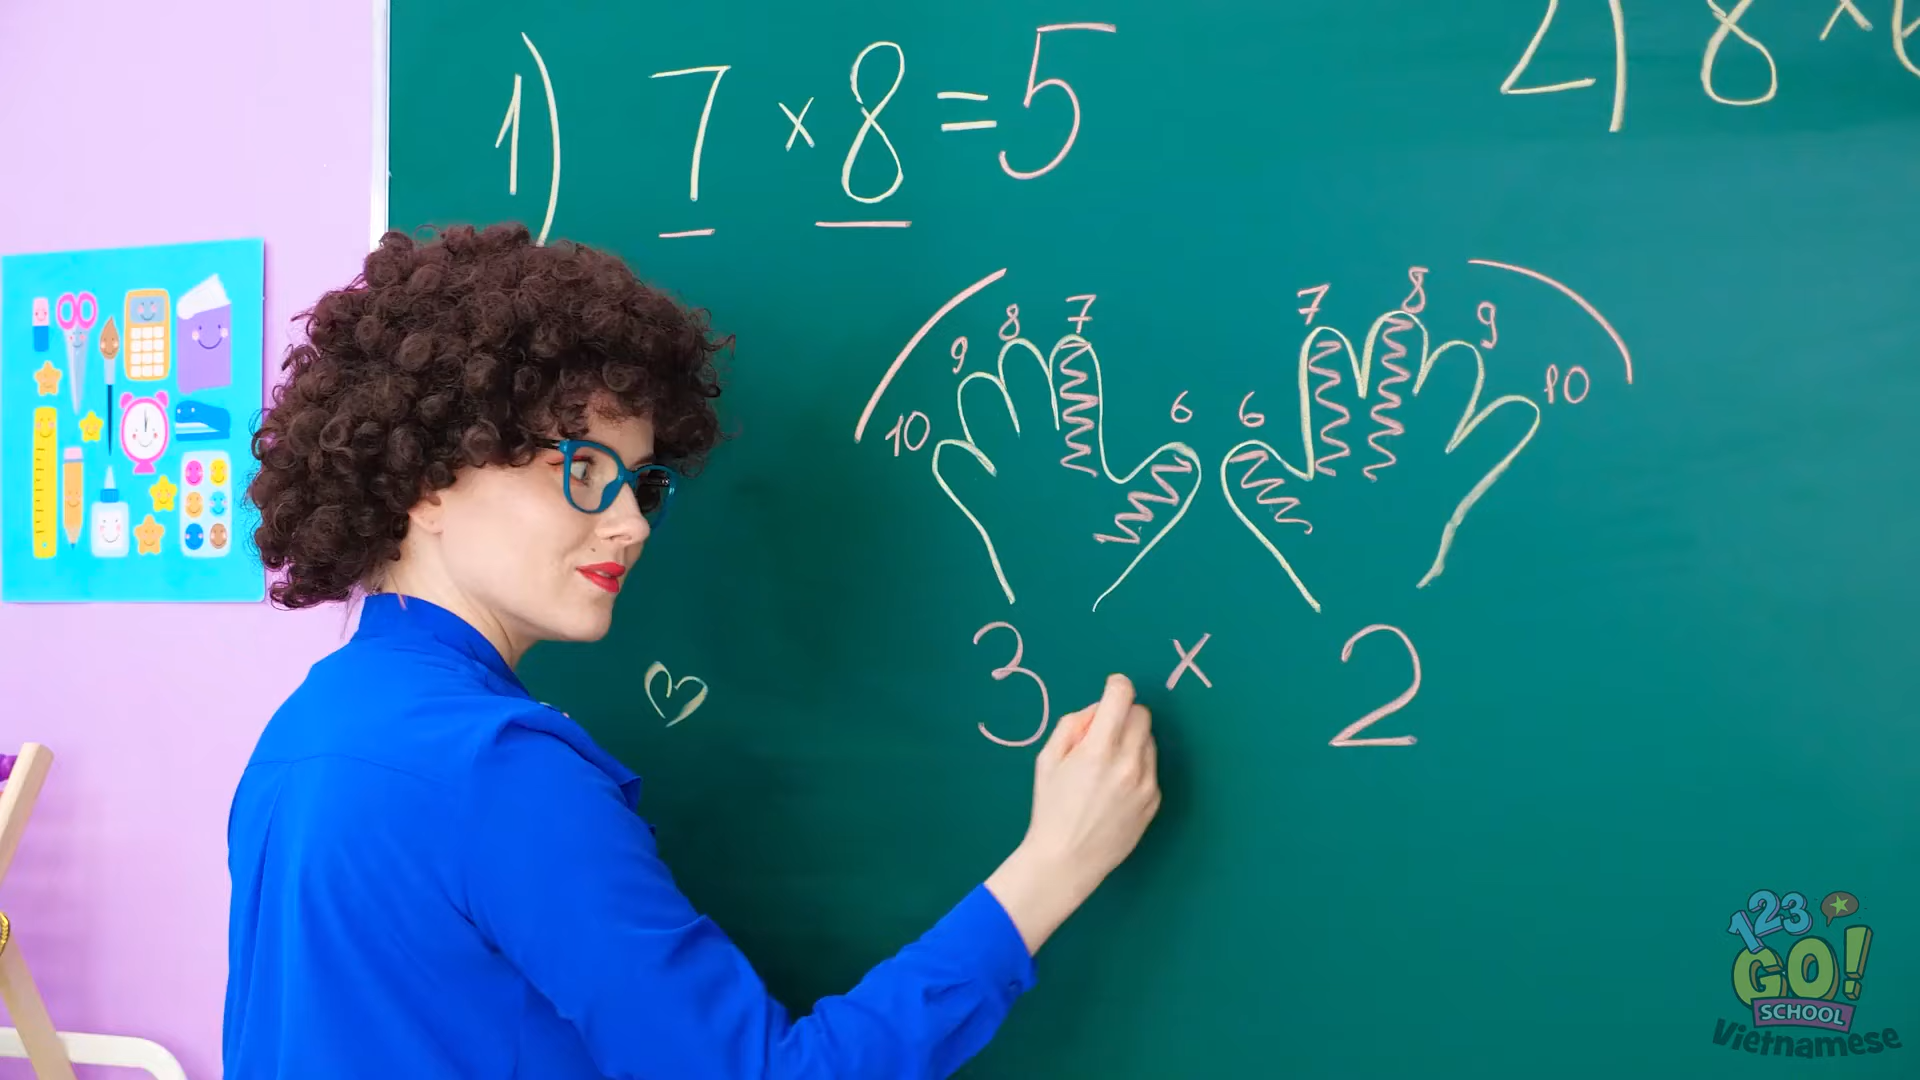 1) 7 x 8 = 5
2) 8 x
7 8
8 7
9 9
10 6 6 10
3 x 2
123
GO!
SCHOOL
Vietnamese